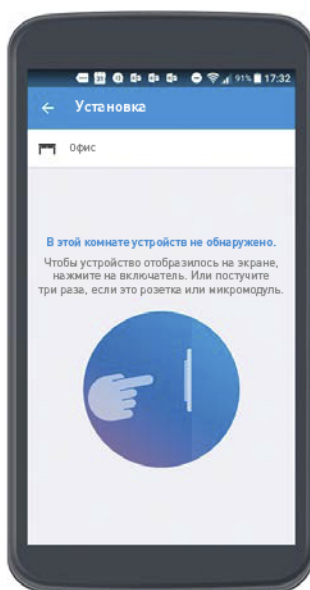 91% 17:32
Установка
Офис
В этой комнате устройств не обнаружено.
Чтобы устройство отобразилось на экране,
нажмите на включатель. Или постучите
три раза, если это розетка или микромодуль.